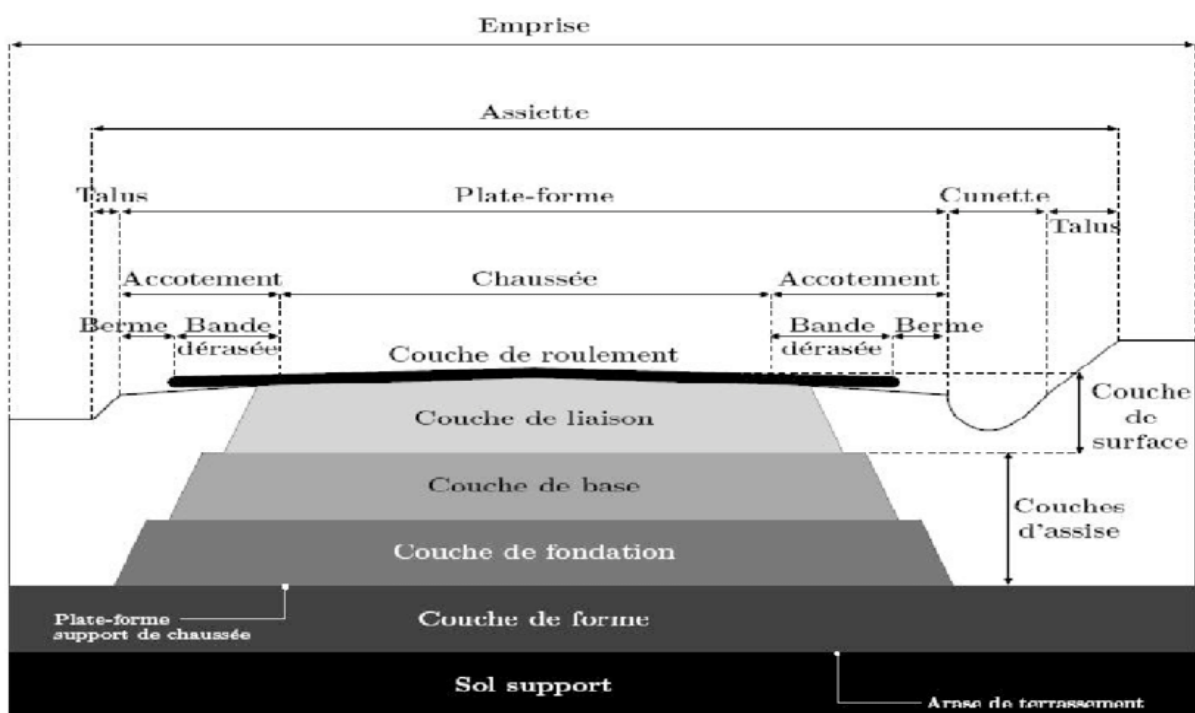 Emprise
Assiette
Talus
Plate-forme
Cunette
Talus
Accotement
Chaussée
Accotement
Berme
Bande
dérasée
Bande
dérasée
Berme
Couche de roulement
Couche de liaison
Couche
de
surface
Couche de base
Couches
d'assise
Couche de fondation
Plate-forme
support de chaussée
Couche de forme
Sol support
Arase de terrassement